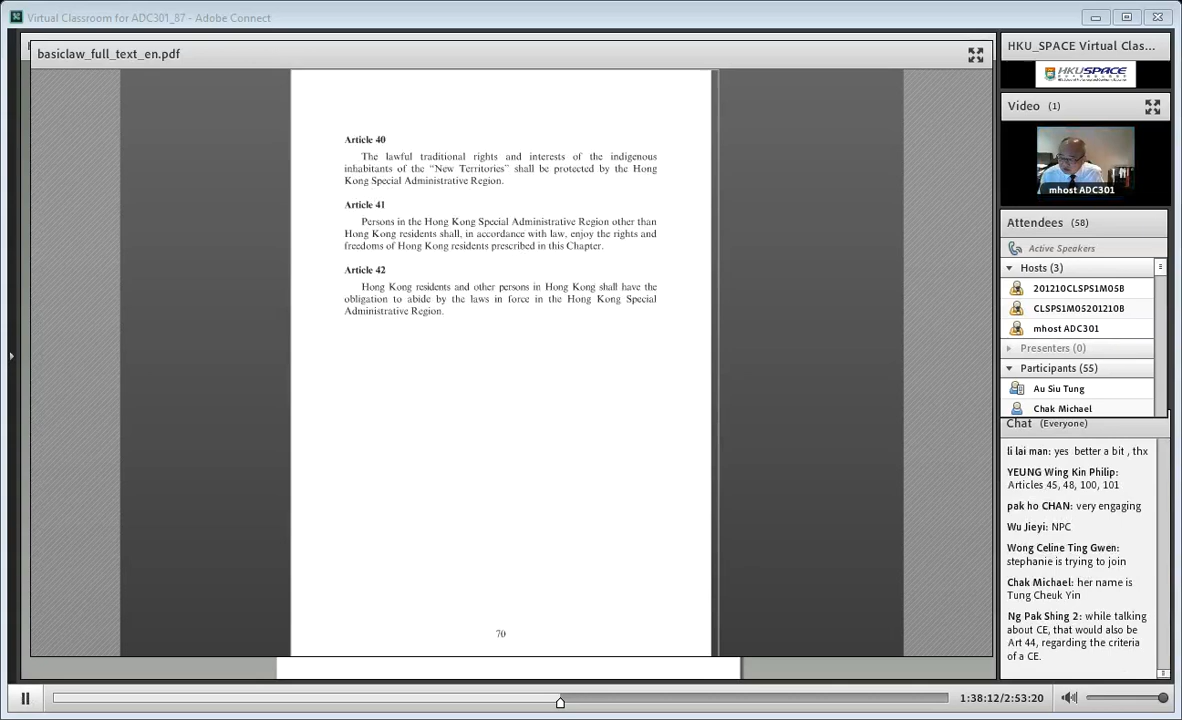 Virtual Classroom for ADC301_87 - Adobe Connect
basiclaw_full_text_en.pdf
Article 40
The lawful traditional rights and interests of the indigenous
inhabitants of the “New Territories” shall be protected by the Hong
Kong Special Administrative Region.
Article 41
Persons in the Hong Kong Special Administrative Region other than
Hong Kong residents shall, in accordance with law, enjoy the rights and
freedoms of Hong Kong residents prescribed in this Chapter.
Article 42
Hong Kong residents and other persons in Hong Kong shall have the
obligation to abide by the laws in force in the Hong Kong Special
Administrative Region.
70
HKU_SPACE Virtual Clas...
HKUSPACE
Video (1)
mhost ADC301
Attendees (58)
Active Speakers
Hosts (3)
201210CLSPS1M05B
CLSPS1M05201210B
mhost ADC301
Presenters (0)
Participants (55)
Au Siu Tung
Chak Michael
Chat (Everyone)
li lai man: yes better a bit , thx
YEUNG Wing Kin Philip:
Articles 45, 48, 100, 101
pak ho CHAN: very engaging
Wu Jieyi: NPC
Wong Celine Ting Gwen:
stephanie is trying to join
Chak Michael: her name is
Tung Cheuk Yin
Ng Pak Shing 2: while talking
about CE, that would also be
Art 44, regarding the criteria
of a CE.
1:38:12/2:53:20